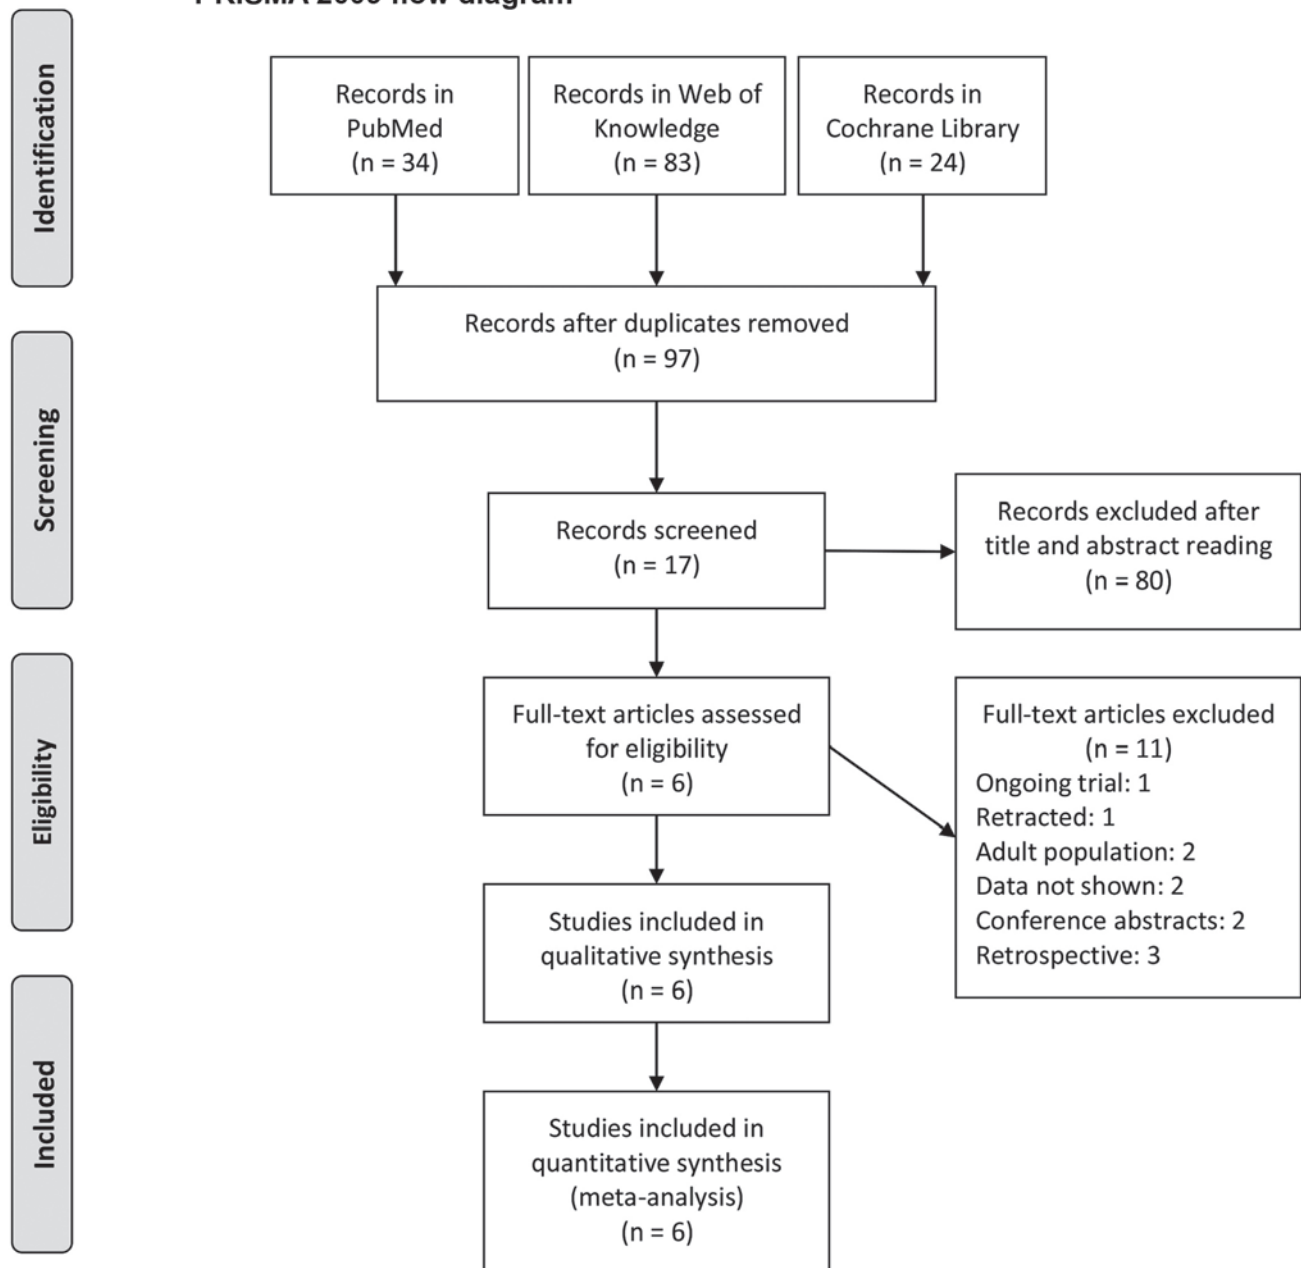 PRISMA 2009 flow diagram
Identification
Records in
PubMed
(n = 34)
Records in Web of
Knowledge
(n = 83)
Records in
Cochrane Library
(n = 24)
Records after duplicates removed
(n = 97)
Screening
Records screened
(n = 17)
Records excluded after
title and abstract reading
(n = 80)
Eligibility
Full-text articles assessed
for eligibility
(n = 6)
Full-text articles excluded
(n = 11)
Ongoing trial: 1
Retracted: 1
Adult population: 2
Data not shown: 2
Conference abstracts: 2
Retrospective: 3
Studies included in
qualitative synthesis
(n = 6)
Included
Studies included in
quantitative synthesis
(meta-analysis)
(n = 6)